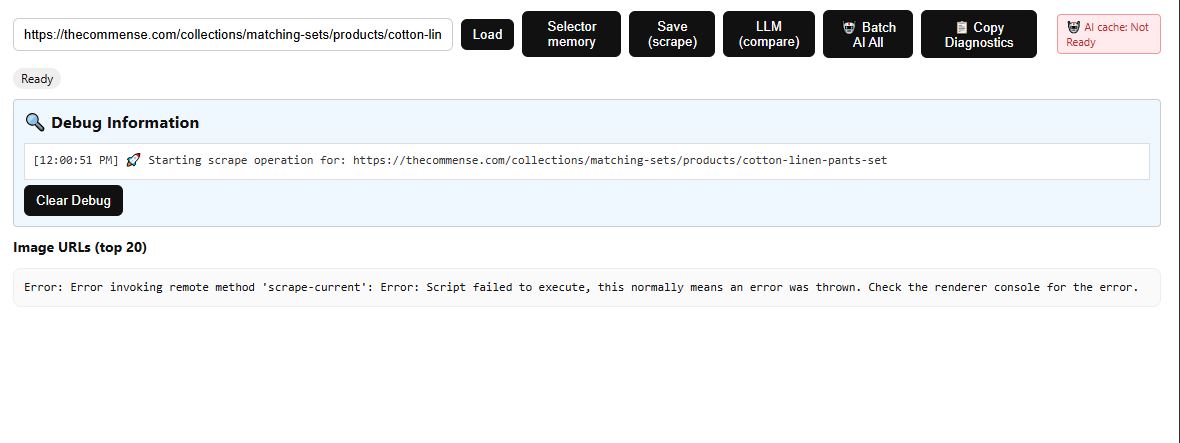 https://thecommense.com/collections/matching-sets/products/cotton-lin
Load
Selector
memory
Save
(scrape)
LLM
(compare)
Batch
AI All
📋 Copy
Diagnostics
AI cache: Not
Ready
Ready
🔍 Debug Information
[12:00:51 PM] 🚀 Starting scrape operation for: https://thecommense.com/collections/matching-sets/products/cotton-linen-pants-set
Clear Debug
Image URLs (top 20)
Error: Error invoking remote method 'scrape-current': Error: Script failed to execute, this normally means an error was thrown. Check the renderer console for the error.